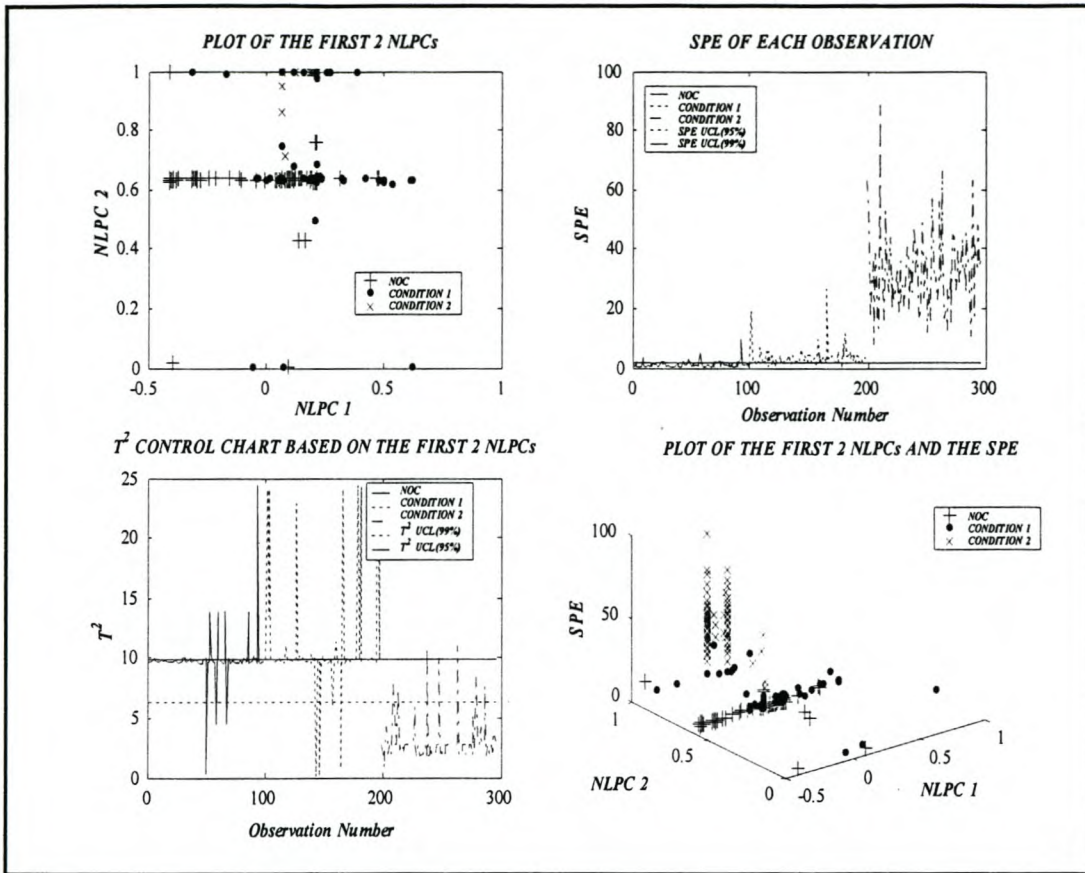 PLOT OF THE FIRST 2 NLPCs
1
0.8
0.6
0.4
0.2
0
NLPC 2
NOC
CONDITION 1
CONDITION 2
-0.5
0
0.5
1
NLPC 1
SPE OF EACH OBSERVATION
100
80
60
40
20
0
SPE
NOC
CONDITION 1
CONDITION 2
SPE UCL(95%)
SPE UCL(99%)
0
100
200
300
Observation Number
T² CONTROL CHART BASED ON THE FIRST 2 NLPCs
25
20
15
10
5
0
T²
NOC
CONDITION 1
CONDITION 2
T² UCL(99%)
T² UCL(95%)
0
100
200
300
Observation Number
PLOT OF THE FIRST 2 NLPCs AND THE SPE
NOC
CONDITION 1
CONDITION 2
100
50
0
SPE
1
0.5
0
NLPC 2
-0.5
0
0.5
1
NLPC 1